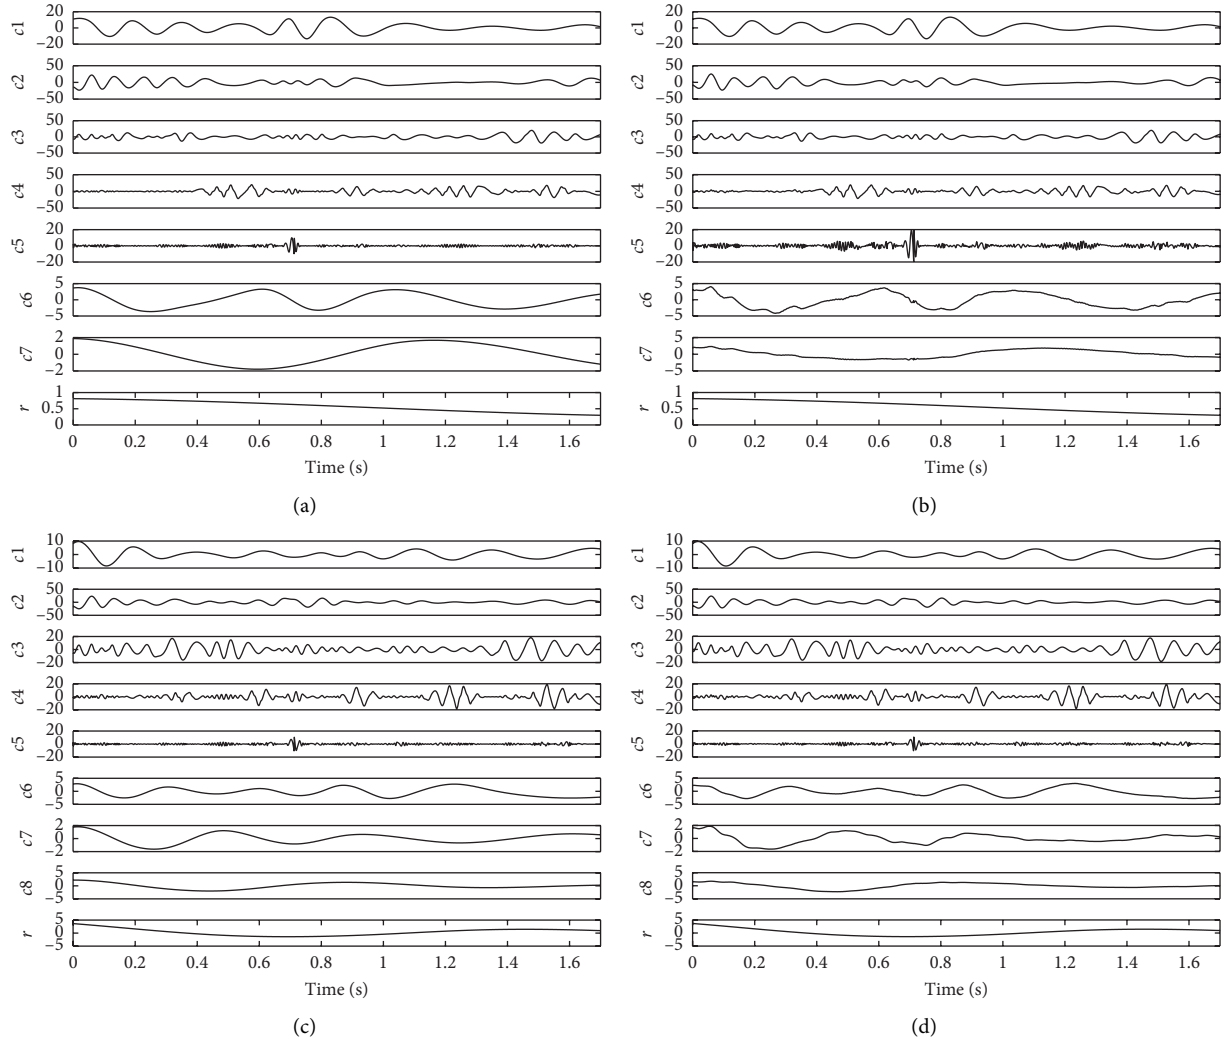 c1 20 0 −20
c2 50 0 −50
c3 50 0 −50
c4 50 0 −50
c5 20 0 −20
c6 5 0 −5
c7 2 0 −2
r 1 0.5 0
0 0.2 0.4 0.6 0.8 1 1.2 1.4 1.6
Time (s)
(a)
c1 20 0 −20
c2 50 0 −50
c3 50 0 −50
c4 50 0 −50
c5 20 0 −20
c6 5 0 −5
c7 5 0 −5
r 1 0.5 0
0 0.2 0.4 0.6 0.8 1 1.2 1.4 1.6
Time (s)
(b)
c1 10 0 −10
c2 50 0 −50
c3 20 0 −20
c4 20 0 −20
c5 20 0 −20
c6 5 0 −5
c7 2 0 −2
c8 5 0 −5
r 5 0 −5
0 0.2 0.4 0.6 0.8 1 1.2 1.4 1.6
Time (s)
(c)
c1 10 0 −10
c2 50 0 −50
c3 20 0 −20
c4 20 0 −20
c5 20 0 −20
c6 5 0 −5
c7 2 0 −2
c8 5 0 −5
r 5 0 −5
0 0.2 0.4 0.6 0.8 1 1.2 1.4 1.6
Time (s)
(d)